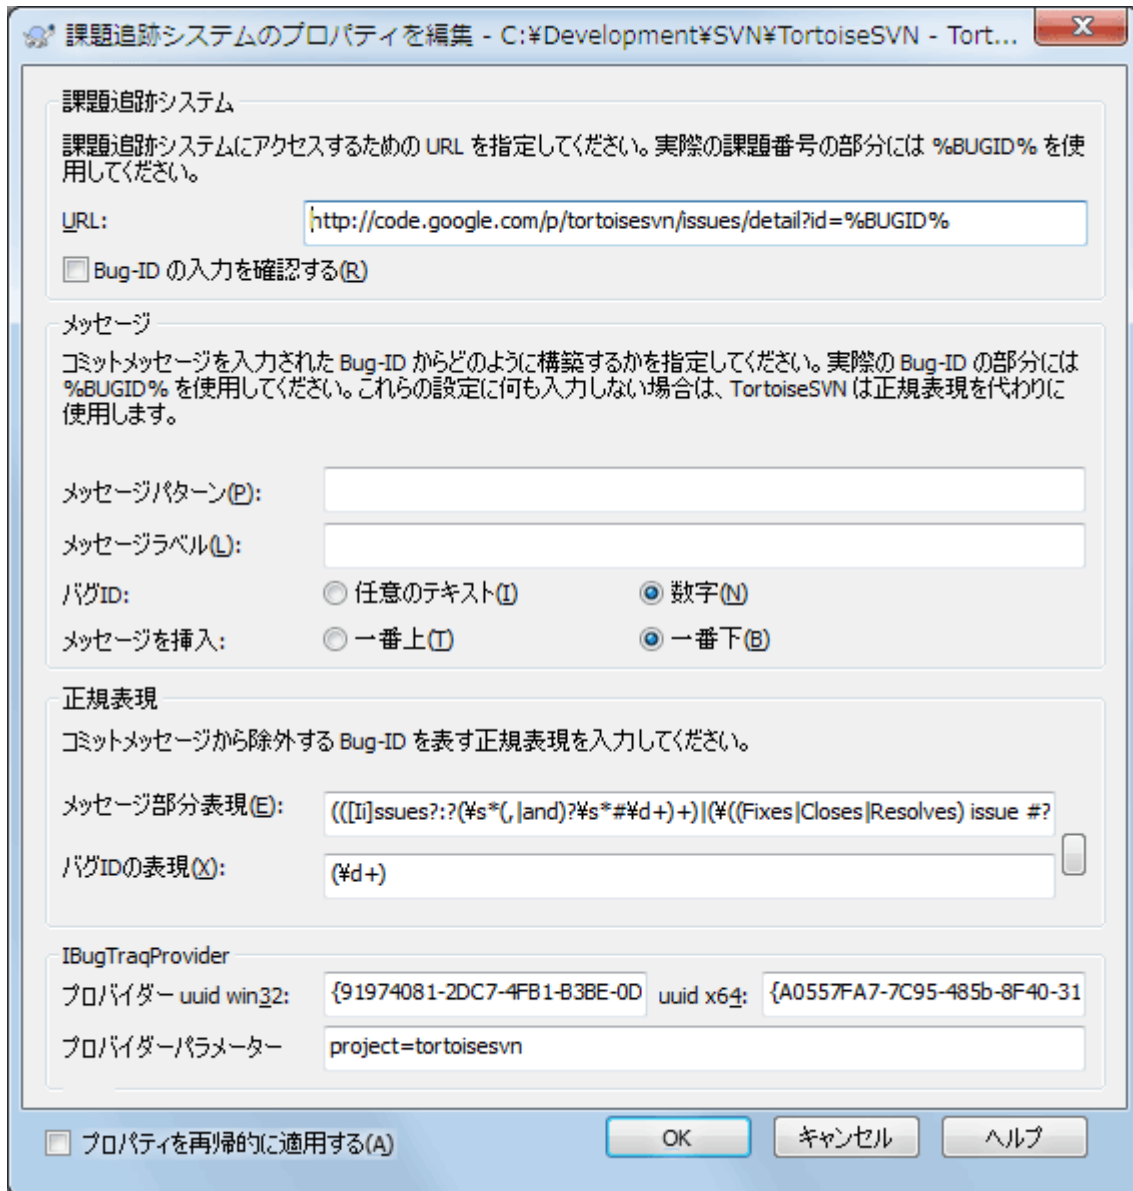 課題追跡システムのプロパティを編集 - C:¥Development¥SVN¥TortoiseSVN - Tort...
課題追跡システム
課題追跡システムにアクセスするための URL を指定してください。実際の課題番号の部分には %BUGID% を使
用してください。
URL: http://code.google.com/p/tortoisesvn/issues/detail?id=%BUGID%
Bug-ID の入力を確認する(R)
メッセージ
コミットメッセージを入力された Bug-ID からどのように構築するかを指定してください。実際の Bug-ID の部分には
%BUGID% を使用してください。これらの設定に何も入力しない場合は、TortoiseSVN は正規表現を代わりに
使用します。
メッセージパターン(P):
メッセージラベル(L):
バグID: 任意のテキスト(I) 数字(N)
メッセージを挿入: 一番上(T) 一番下(B)
正規表現
コミットメッセージから除外する Bug-ID を表す正規表現を入力してください。
メッセージ部分表現(E): (([Ii]ssues?:?(¥s*(,|and)?¥s*#¥d+)+)|(¥((Fixes|Closes|Resolves) issue #?
バグIDの表現(X): (¥d+)
IBugTraqProvider
プロバイダー uuid win32: {91974081-2DC7-4FB1-B3BE-0D uuid x64: {A0557FA7-7C95-485b-8F40-31
プロバイダーパラメーター project=tortoisesvn
プロパティを再帰的に適用する(A) OK キャンセル ヘルプ